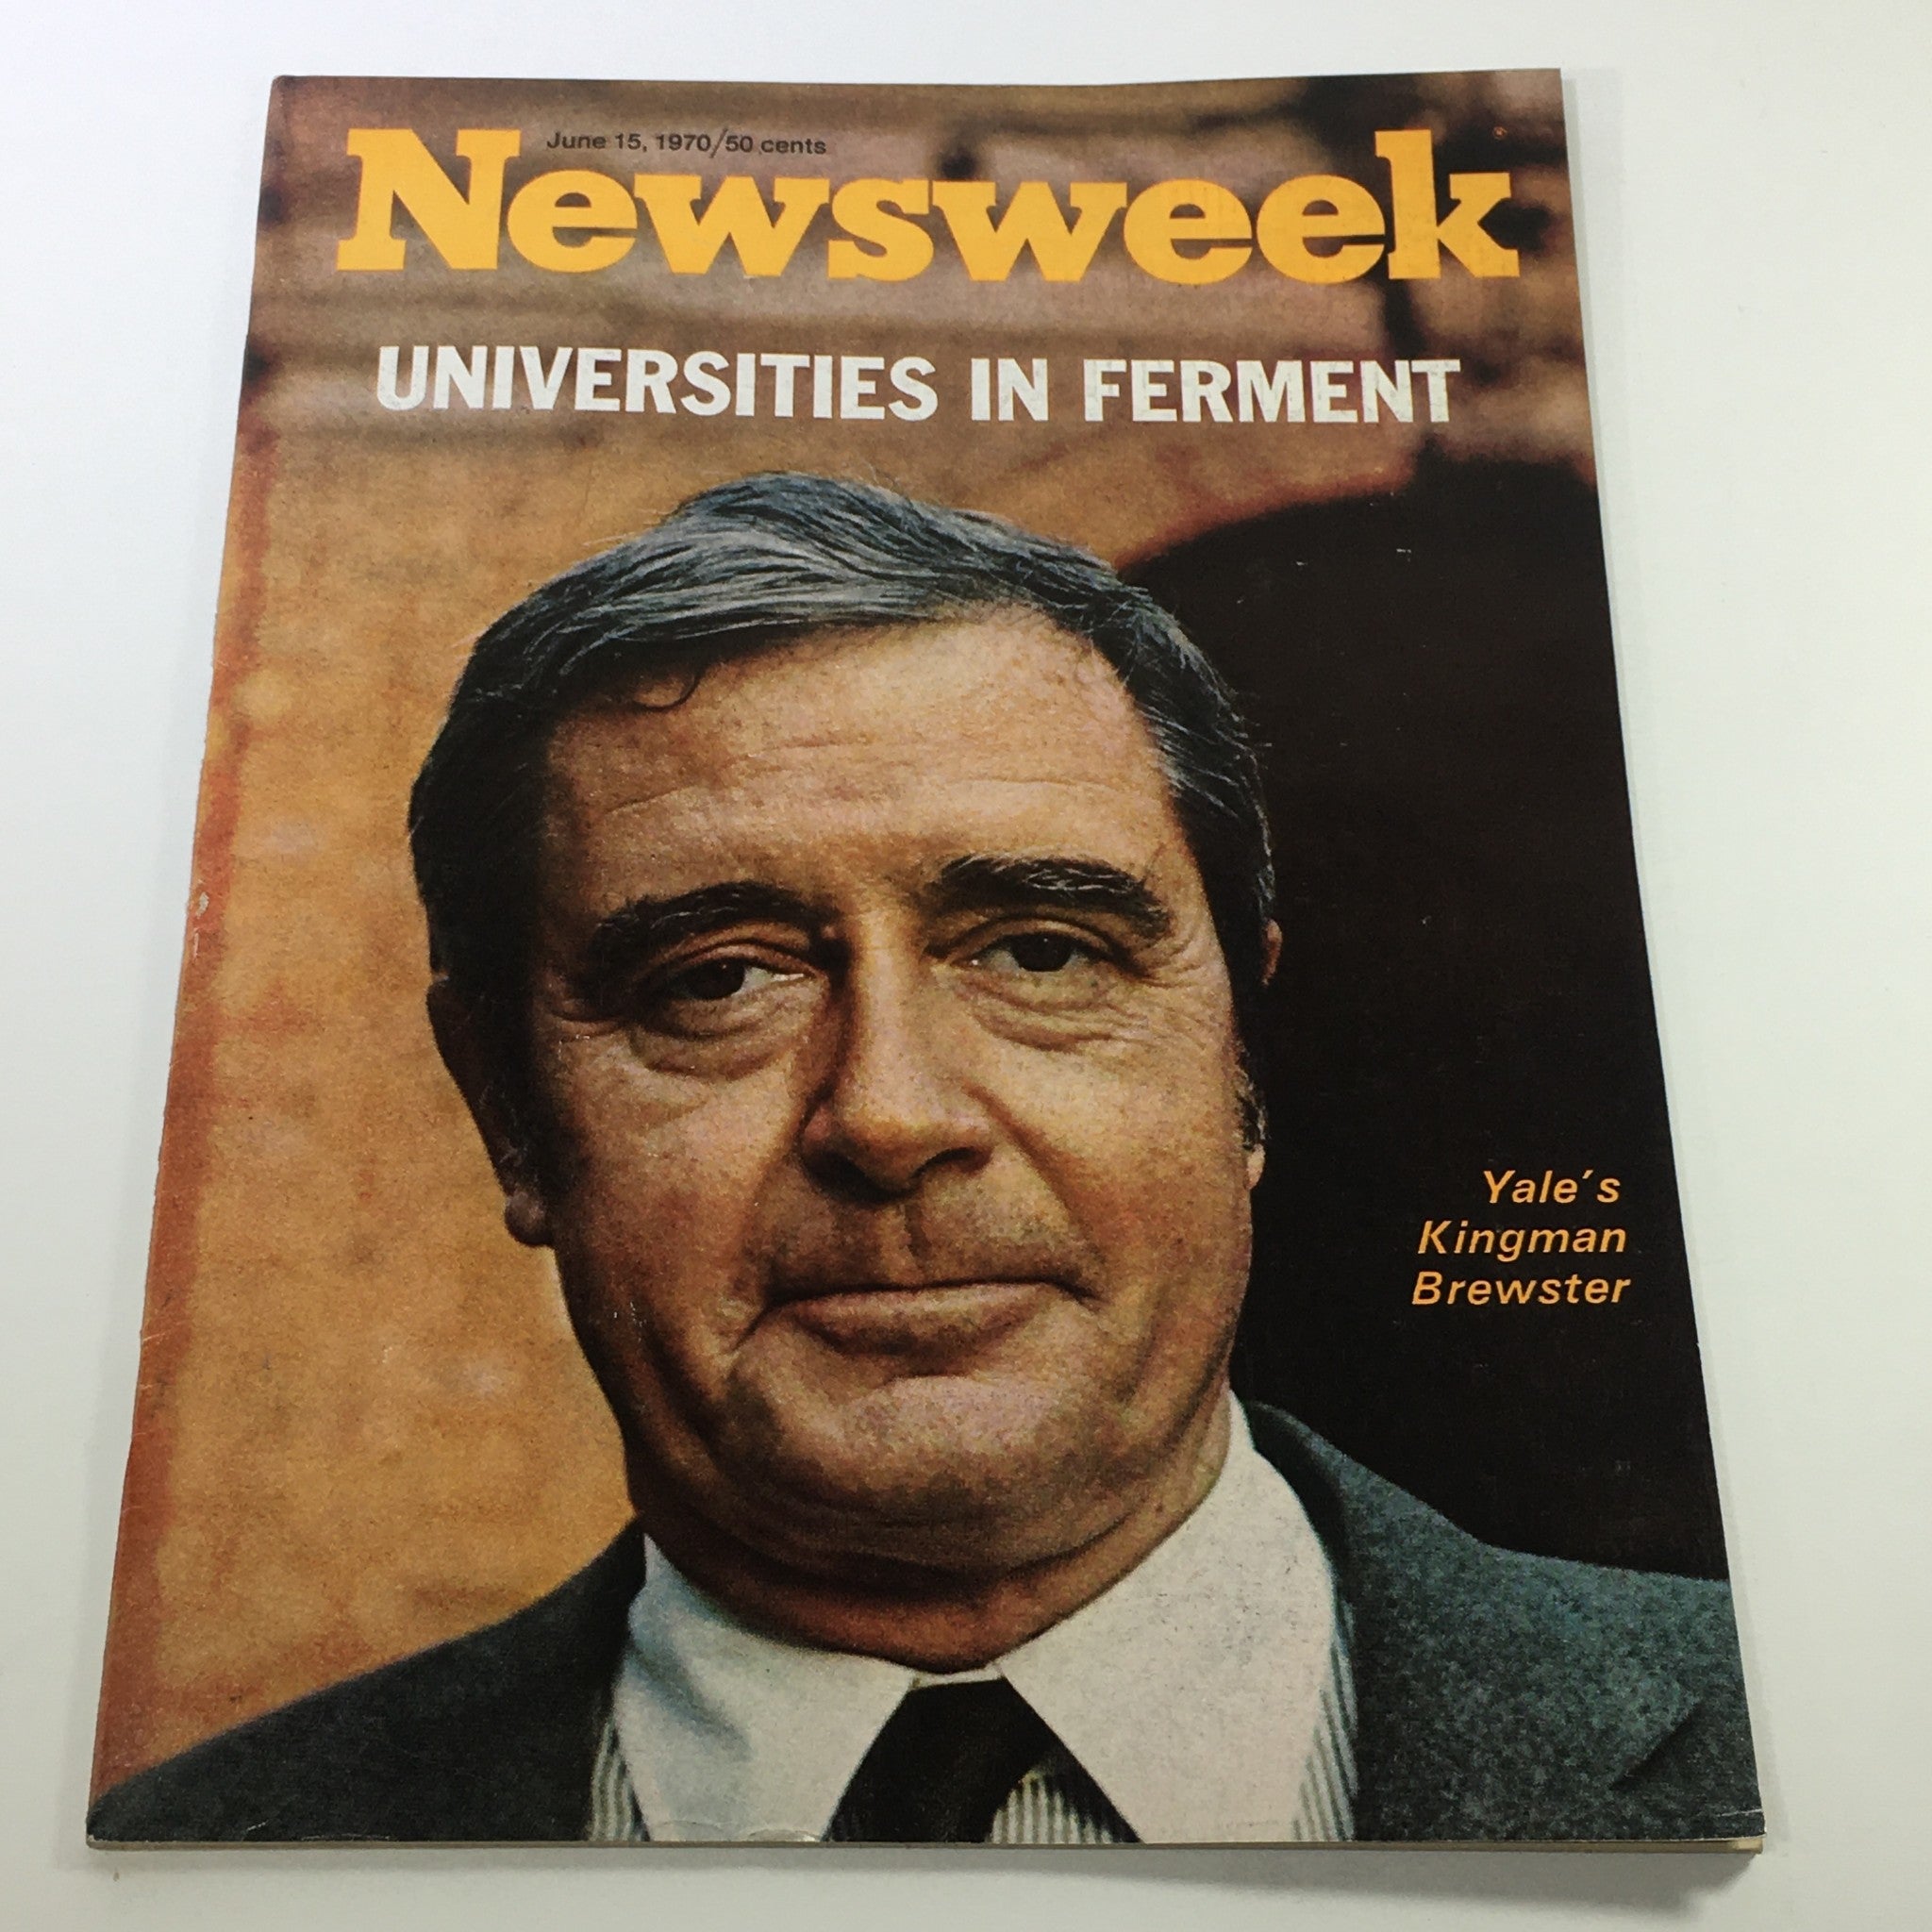 June 15, 1970/50 cents
Newsweek
UNIVERSITIES IN FERMENT
Yale's
Kingman
Brewster